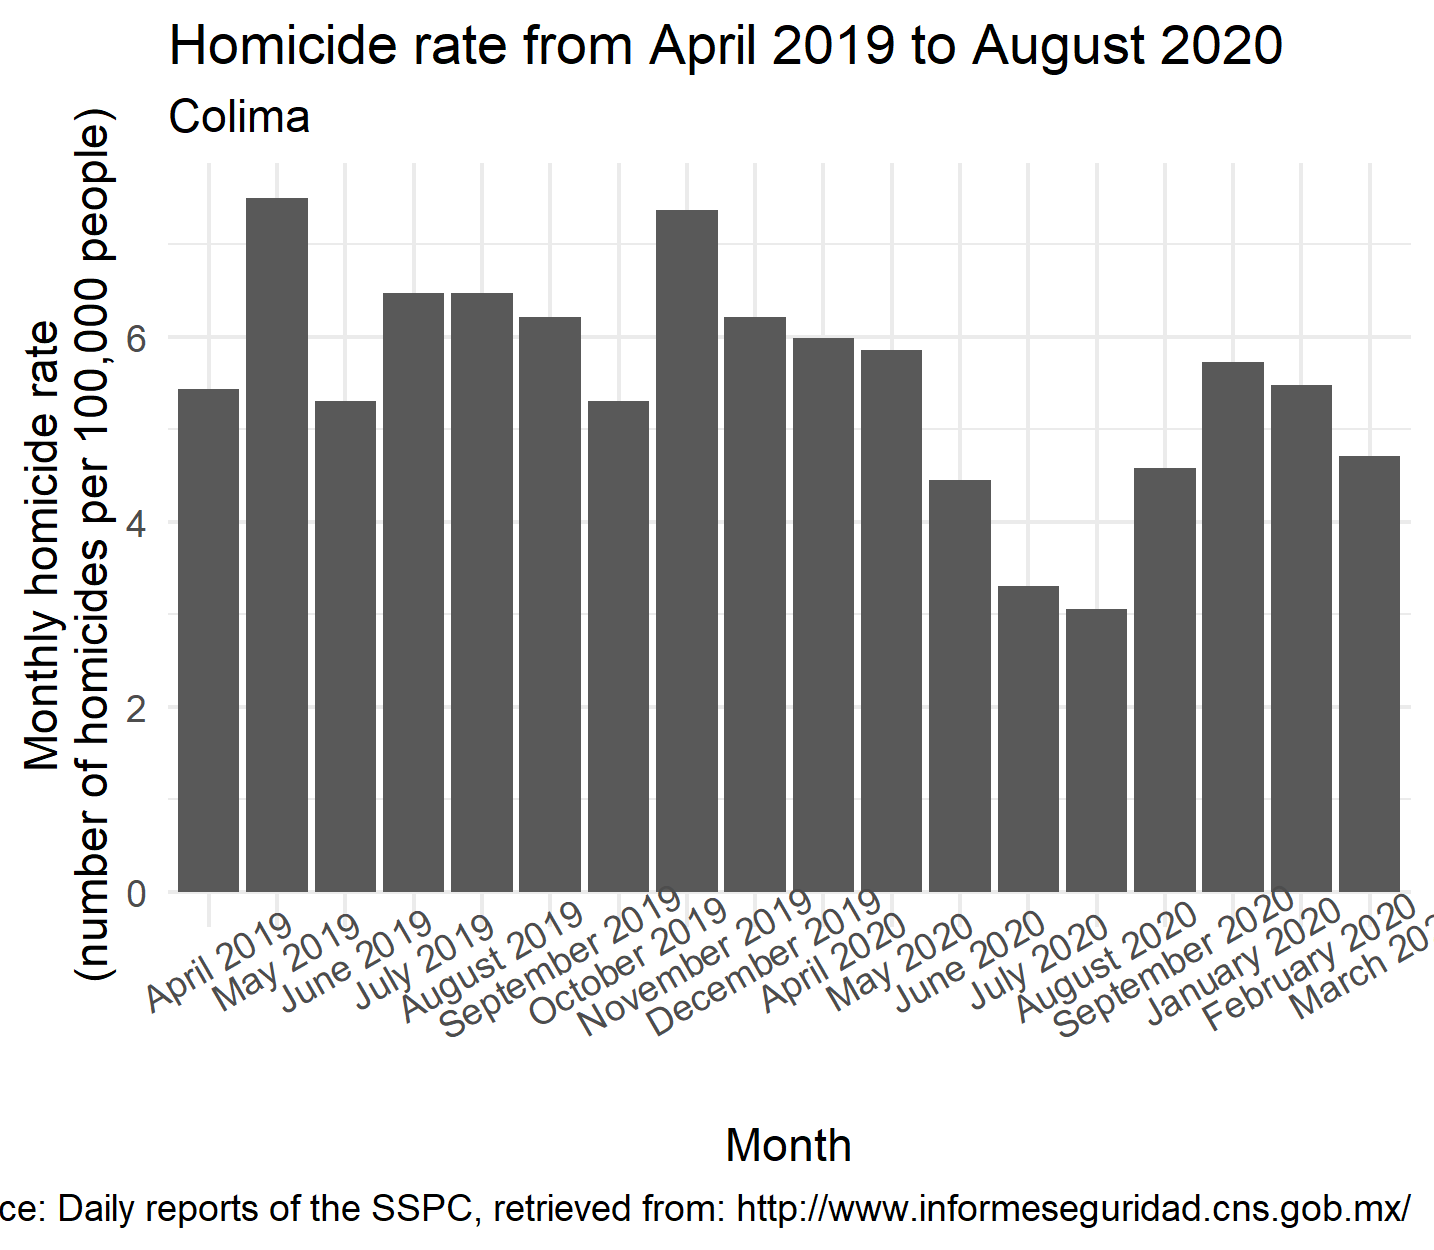 Homicide rate from April 2019 to August 2020
Colima
Monthly homicide rate
(number of homicides per 100,000 people)
6
4
2
0
April 2019
May 2019
June 2019
July 2019
August 2019
September 2019
October 2019
November 2019
December 2019
April 2020
May 2020
June 2020
July 2020
August 2020
September 2020
January 2020
February 2020
March 202
Month
ce: Daily reports of the SSPC, retrieved from: http://www.informeseguridad.cns.gob.mx/